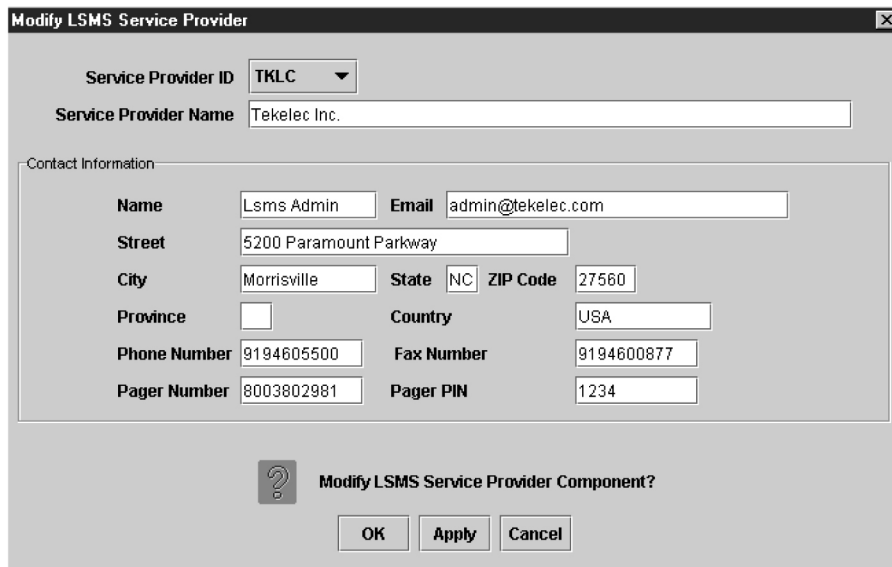 Modify LSMS Service Provider
Service Provider ID TKLC
Service Provider Name Tekelec Inc.
Contact Information
Name Lsms Admin Email admin@tekelec.com
Street 5200 Paramount Parkway
City Morrisville State NC ZIP Code 27560
Province Country USA
Phone Number 9194605500 Fax Number 9194600877
Pager Number 8003802981 Pager PIN 1234
Modify LSMS Service Provider Component?
OK Apply Cancel